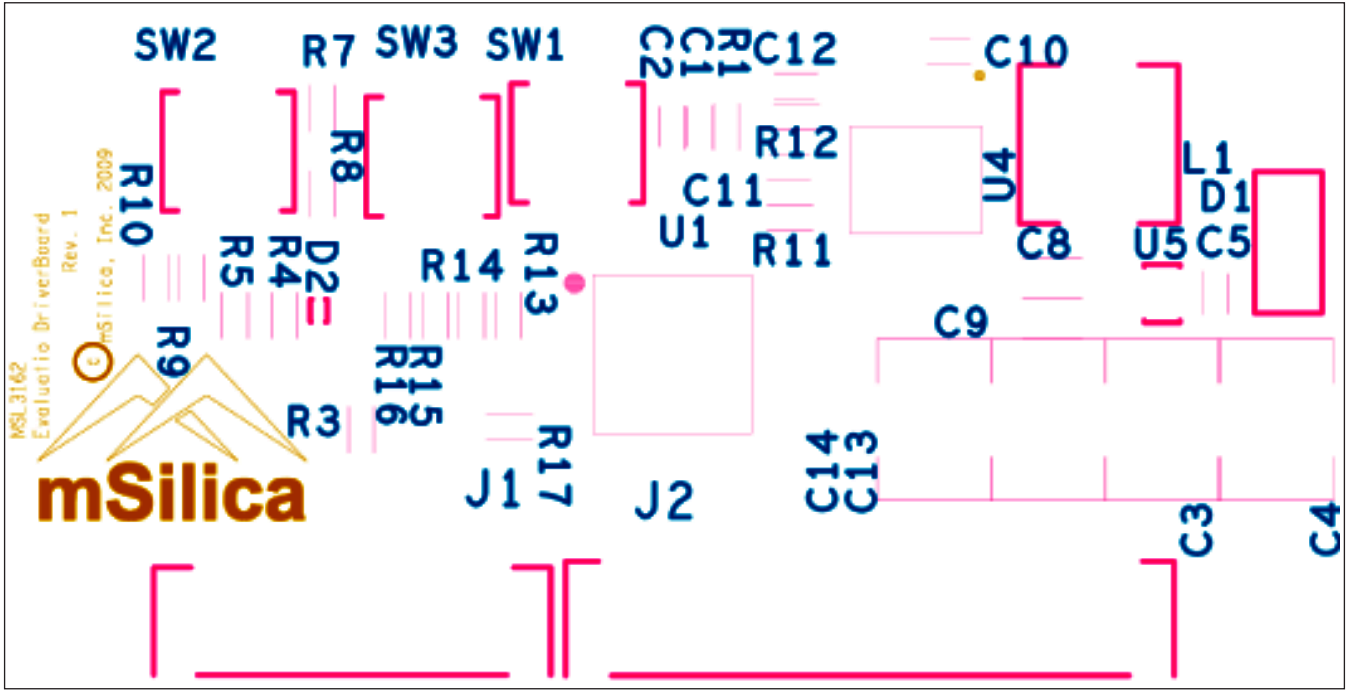 SW2
R7
SW3
SW1
C2
C1
R1
C12
C10
R10
R8
R12
U4
L1
C11
D1
U1
R11
C8
U5
C5
R5
R4
D2
R14
R13
C9
R9
R16
R15
R3
R17
J1
J2
C14
C13
C3
C4
MSL3162
Evaluatio DriverBoard
Rev. 1
c mSilica, Inc. 2009
mSilica